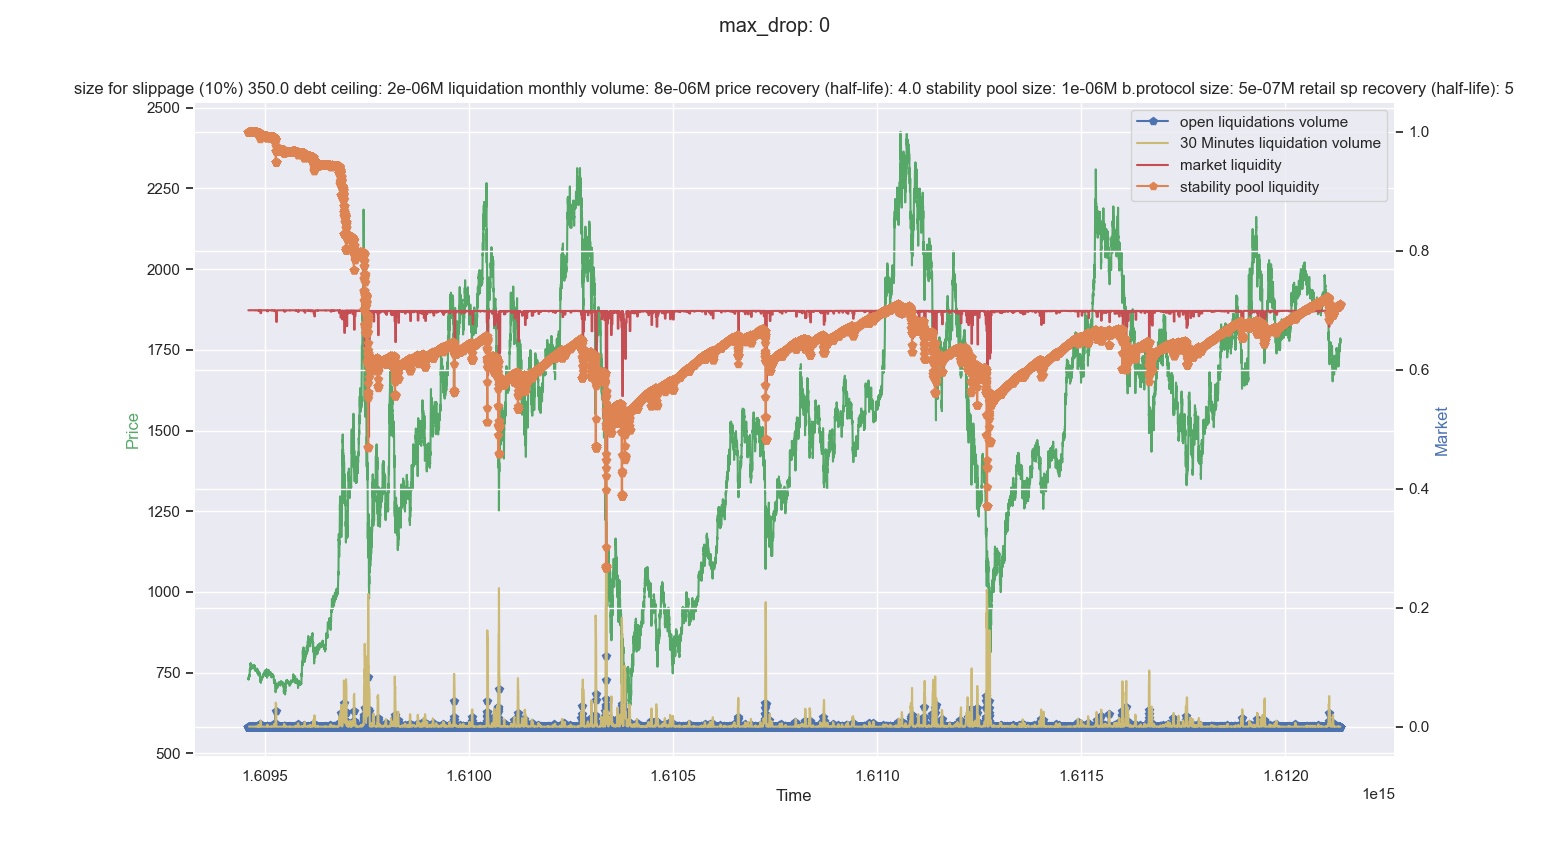 max_drop: 0
size for slippage (10%) 350.0 debt ceiling: 2e-06M liquidation monthly volume: 8e-06M price recovery (half-life): 4.0 stability pool size: 1e-06M b.protocol size: 5e-07M retail sp recovery (half-life): 5
open liquidations volume
30 Minutes liquidation volume
market liquidity
stability pool liquidity
2500
2250
2000
1750
1500
1250
1000
750
500
Price
1.0
0.8
0.6
0.4
0.2
0.0
Market
1.6095 1.6100 1.6105 1.6110 1.6115 1.6120
Time
1e15